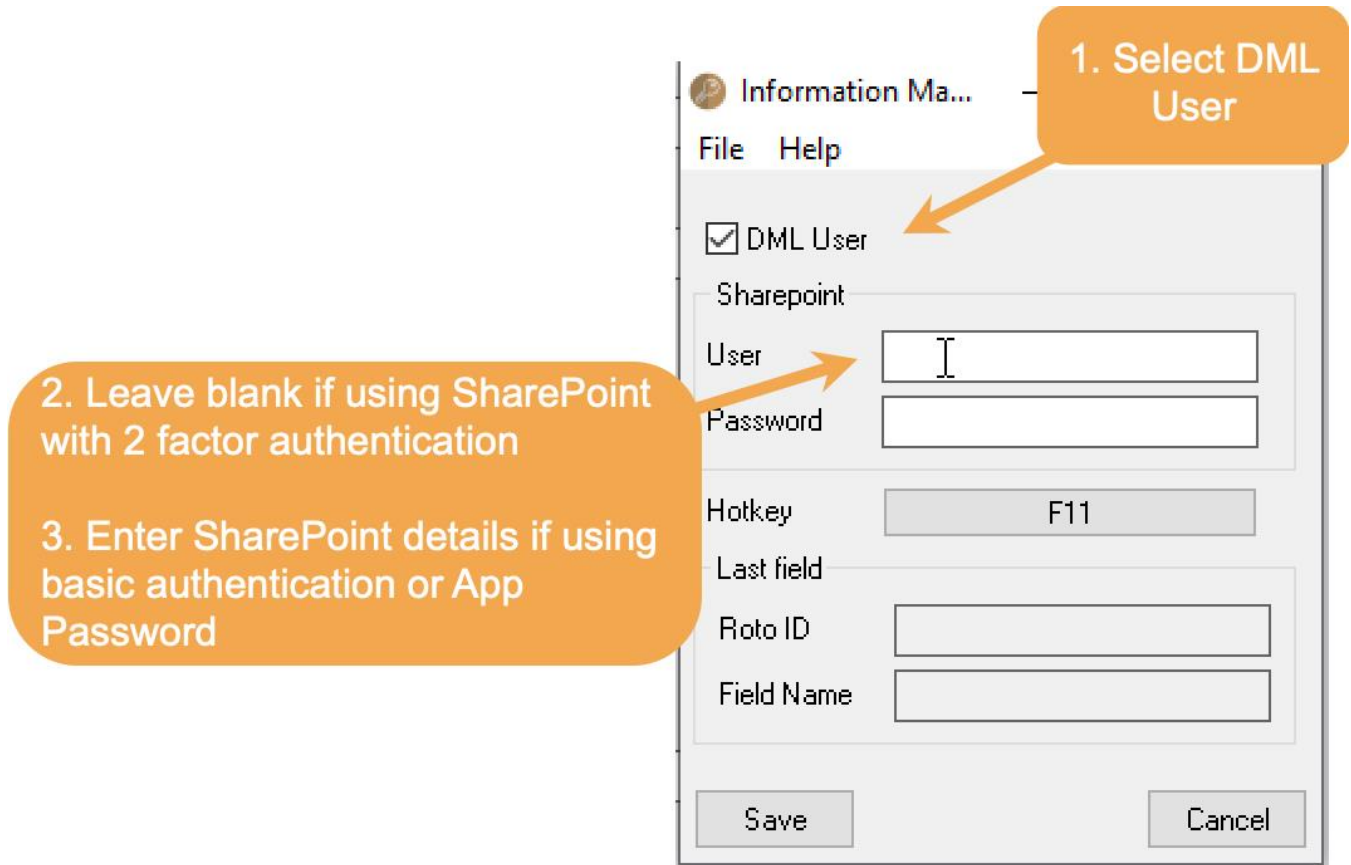 1. Select DML
User
Information Ma...
File Help
DML User
Sharepoint
User
2. Leave blank if using SharePoint
with 2 factor authentication
Password
3. Enter SharePoint details if using
basic authentication or App
Password
Hotkey F11
Last field
Roto ID
Field Name
Save Cancel